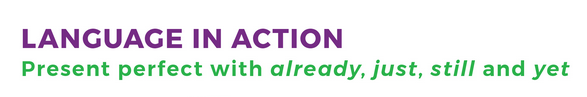 LANGUAGE IN ACTION
Present perfect with already, just, still and yet